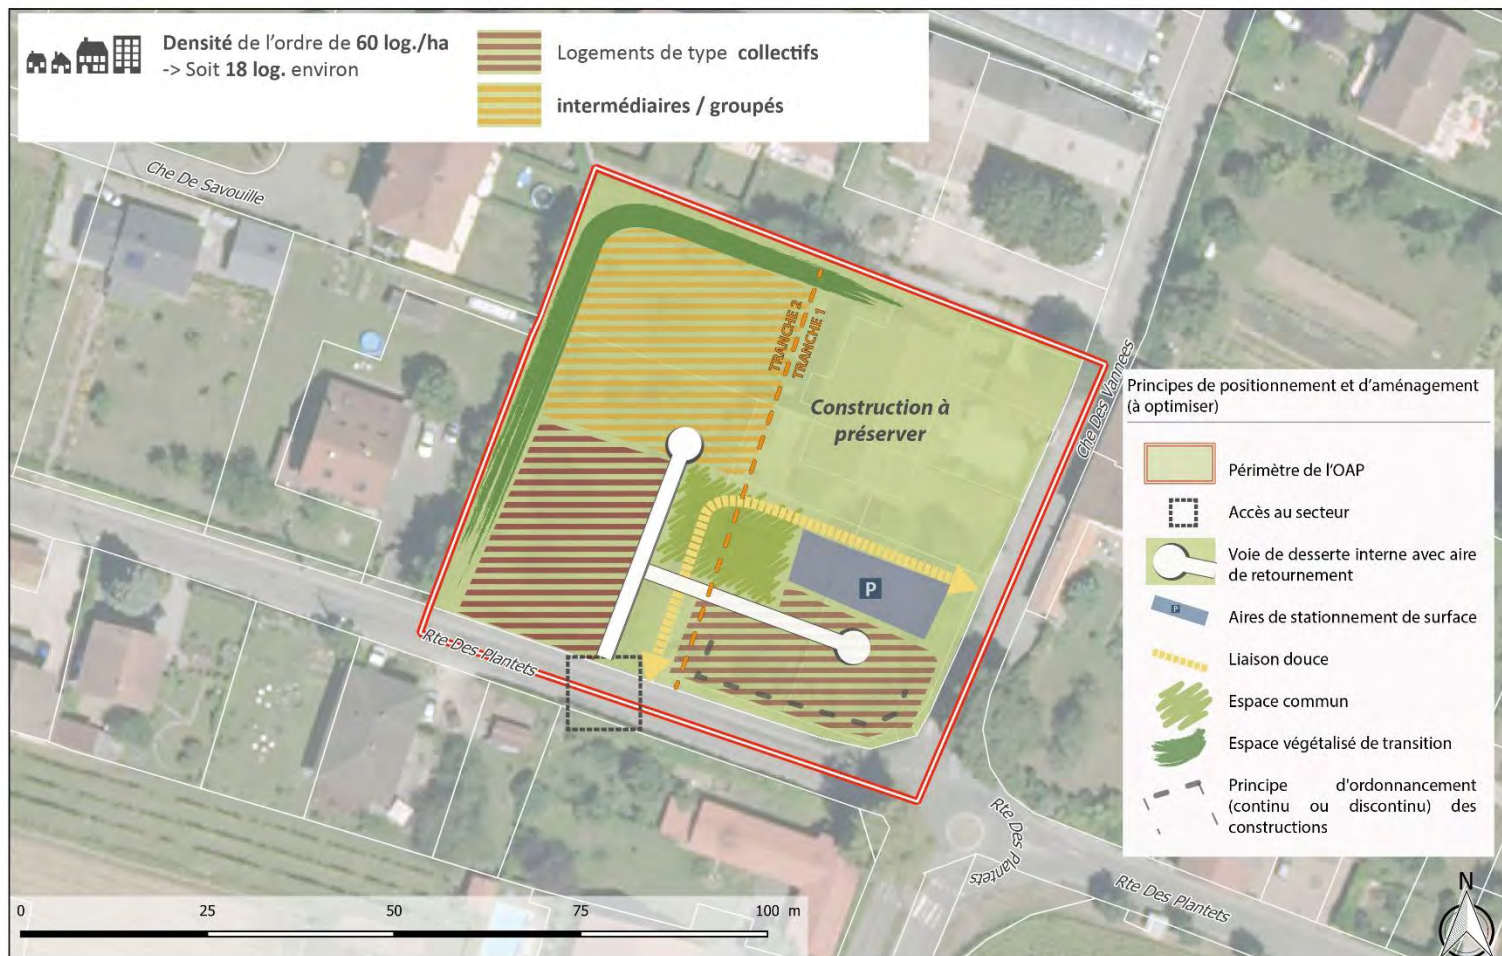 Densité de l'ordre de 60 log./ha
-> Soit 18 log. environ
Logements de type collectifs
intermédiaires / groupés
Che De Savouille
TRANCHE 2
TRANCHE 1
Construction à
préserver
Che Des Vannees
P
Rte Des Plantets
Rte Des Plantets
Rte Des Plantets
Principes de positionnement et d'aménagement
(à optimiser)
Périmètre de l'OAP
Accès au secteur
Voie de desserte interne avec aire
de retournement
P
Aires de stationnement de surface
Liaison douce
Espace commun
Espace végétalisé de transition
Principe d'ordonnancement
(continu ou discontinu) des
constructions
0 25 50 75 100 m
N